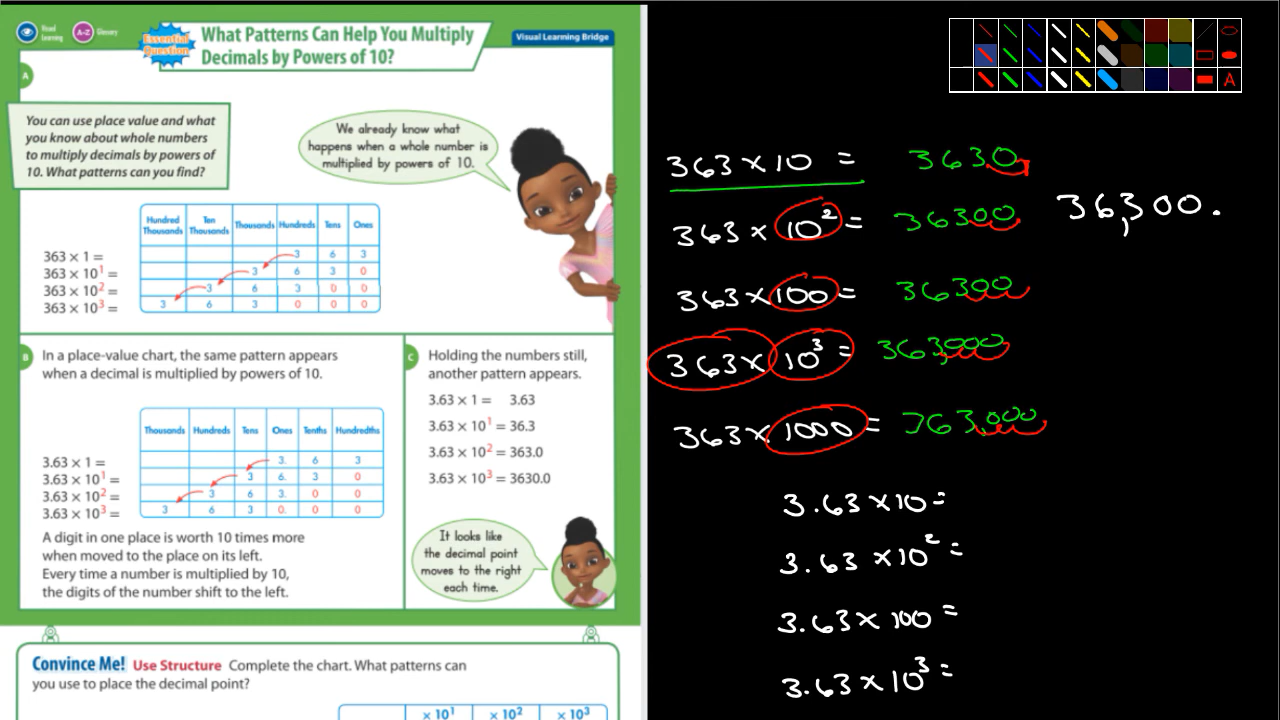 Visual Learning
A-Z Glossary
Essential Question
What Patterns Can Help You Multiply
Decimals by Powers of 10?
Visual Learning Bridge
A
You can use place value and what
you know about whole numbers
to multiply decimals by powers of
10. What patterns can you find?
We already know what
happens when a whole number is
multiplied by powers of 10.
Hundred Thousands Ten Thousands Thousands Hundreds Tens Ones
363 × 1 = 3 6 3
363 × 10¹ = 3 6 3 0
363 × 10² = 3 6 3 0 0
363 × 10³ = 3 6 3 0 0 0
B
In a place-value chart, the same pattern appears
when a decimal is multiplied by powers of 10.
Thousands Hundreds Tens Ones Tenths Hundredths
3.63 × 1 = 3. 6 3
3.63 × 10¹ = 3 6. 3 0
3.63 × 10² = 3 6 3. 0 0
3.63 × 10³ = 3 6 3 0. 0 0
A digit in one place is worth 10 times more
when moved to the place on its left.
Every time a number is multiplied by 10,
the digits of the number shift to the left.
C
Holding the numbers still,
another pattern appears.
3.63 × 1 = 3.63
3.63 × 10¹ = 36.3
3.63 × 10² = 363.0
3.63 × 10³ = 3630.0
It looks like
the decimal point
moves to the right
each time.
Convince Me! Use Structure Complete the chart. What patterns can
you use to place the decimal point?
× 10¹ × 10² × 10³
A
363 × 10 = 3630
363 × 10² = 36300
36,300.
363 × 100 = 36300
363 × 10³ = 363,000
363 × 1000 = 363,000
3.63 × 10 =
3.63 × 10² =
3.63 × 100 =
3.63 × 10³ =